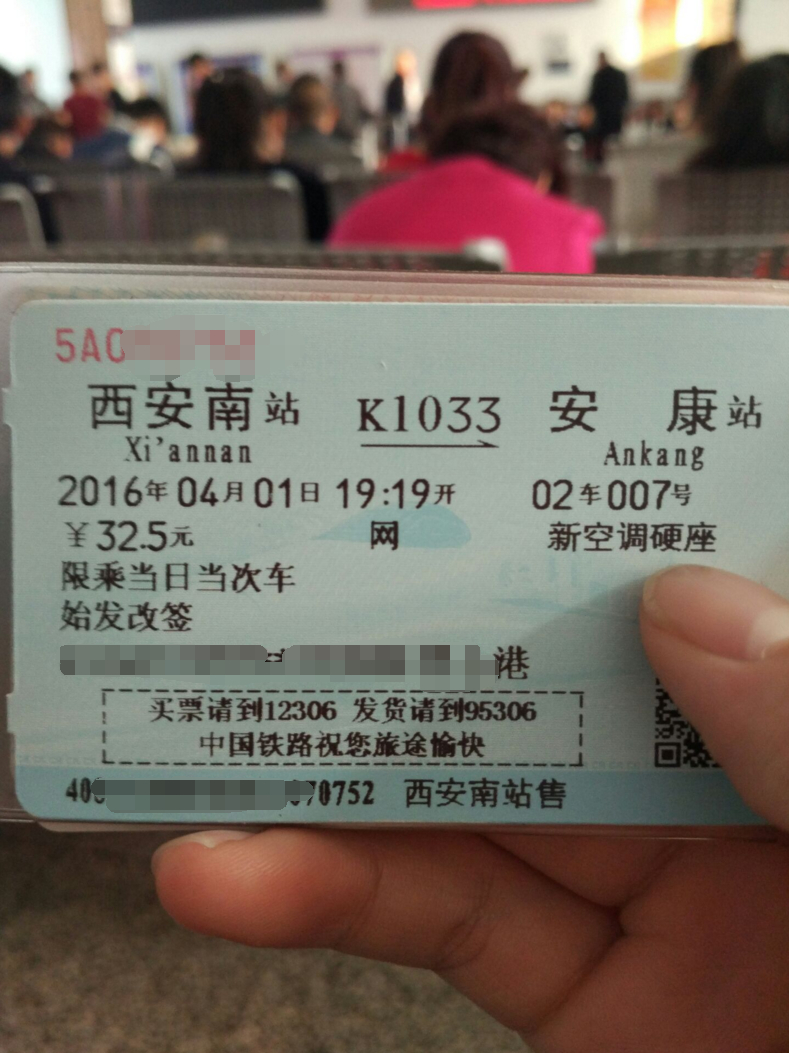 5A0
西安南站 K1033 安康站
Xi'annan Ankang
2016年04月01日 19:19开 02车007号
￥32.5元 网 新空调硬座
限乘当日当次车
始发改签
港
买票请到12306 发货请到95306
中国铁路祝您旅途愉快
70752 西安南站售